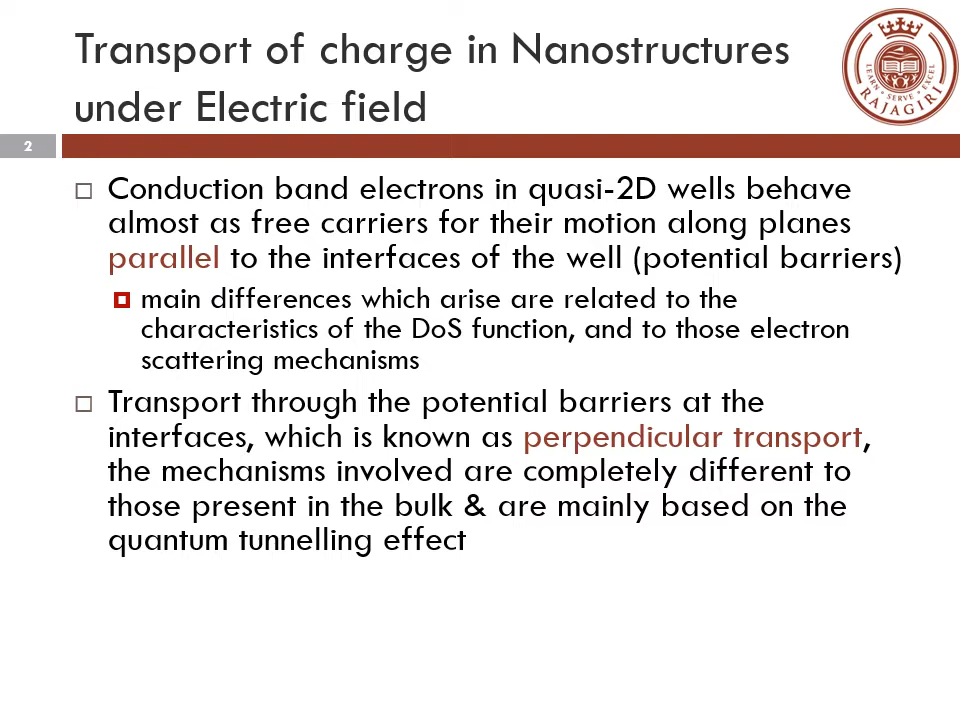 Transport of charge in Nanostructures
under Electric field
LEARN • SERVE • EXCEL
RAJAGIRI
2
Conduction band electrons in quasi-2D wells behave
almost as free carriers for their motion along planes
parallel to the interfaces of the well (potential barriers)
main differences which arise are related to the
characteristics of the DoS function, and to those electron
scattering mechanisms
Transport through the potential barriers at the
interfaces, which is known as perpendicular transport,
the mechanisms involved are completely different to
those present in the bulk & are mainly based on the
quantum tunnelling effect